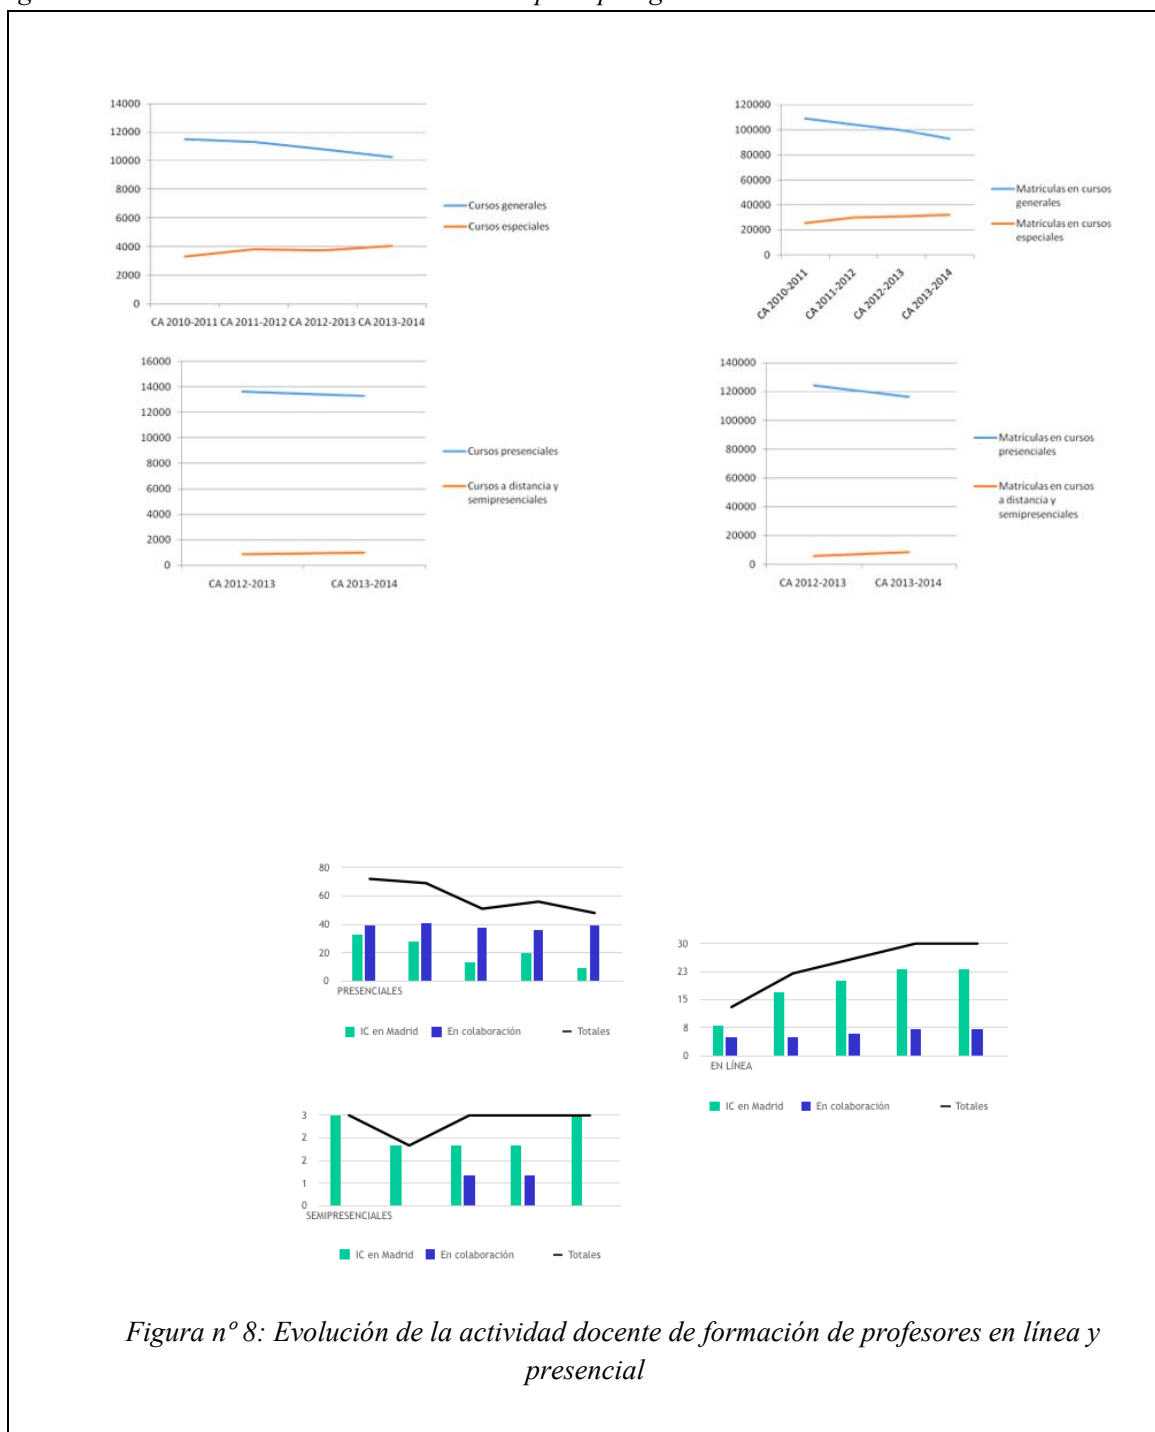 14000
12000
10000
8000
6000
4000
2000
0
CA 2010-2011 CA 2011-2012 CA 2012-2013 CA 2013-2014
Cursos generales
Cursos especiales
120000
100000
80000
60000
40000
20000
0
CA 2010-2011
CA 2011-2012
CA 2012-2013
CA 2013-2014
Matrículas en cursos
generales
Matrículas en cursos
especiales
16000
14000
12000
10000
8000
6000
4000
2000
0
CA 2012-2013 CA 2013-2014
Cursos presenciales
Cursos a distancia y
semipresenciales
140000
120000
100000
80000
60000
40000
20000
0
CA 2012-2013 CA 2013-2014
Matrículas en cursos
presenciales
Matrículas en cursos
a distancia y
semipresenciales
80
60
40
20
0
PRESENCIALES
IC en Madrid En colaboración Totales
30
23
15
8
0
EN LÍNEA
IC en Madrid En colaboración Totales
3
2
2
1
0
SEMIPRESENCIALES
IC en Madrid En colaboración Totales
Figura nº 8: Evolución de la actividad docente de formación de profesores en línea y
presencial